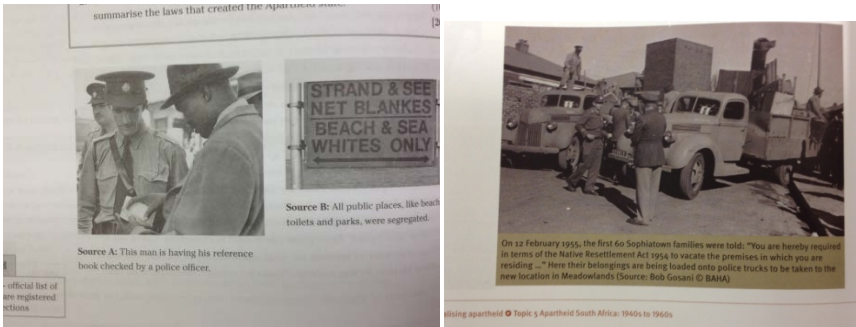 summarise the laws that created the Apartheid state.
STRAND & SEE
NET BLANKES
BEACH & SEA
WHITES ONLY
Source A: This man is having his reference
book checked by a police officer.
Source B: All public places, like beach
toilets and parks, were segregated.
official list of
are registered
On 12 February 1955, the first 60 Sophiatown families were told: "You are hereby required
in terms of the Native Resettlement Act 1954 to vacate the premises in which you are
residing ..." Here their belongings are being loaded onto police trucks to be taken to the
new location in Meadowlands (Source: Bob Gosani © BAHA)
alising apartheid Topic 5 Apartheid South Africa: 1940s to 1960s